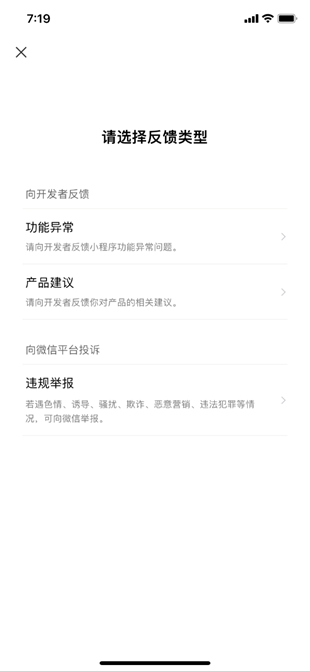 7:19
请选择反馈类型
向开发者反馈
功能异常
请向开发者反馈小程序功能异常问题。
产品建议
请向开发者反馈你对产品的相关建议。
向微信平台投诉
违规举报
若遇色情、诱导、骚扰、欺诈、恶意营销、违法犯罪等情
况，可向微信举报。